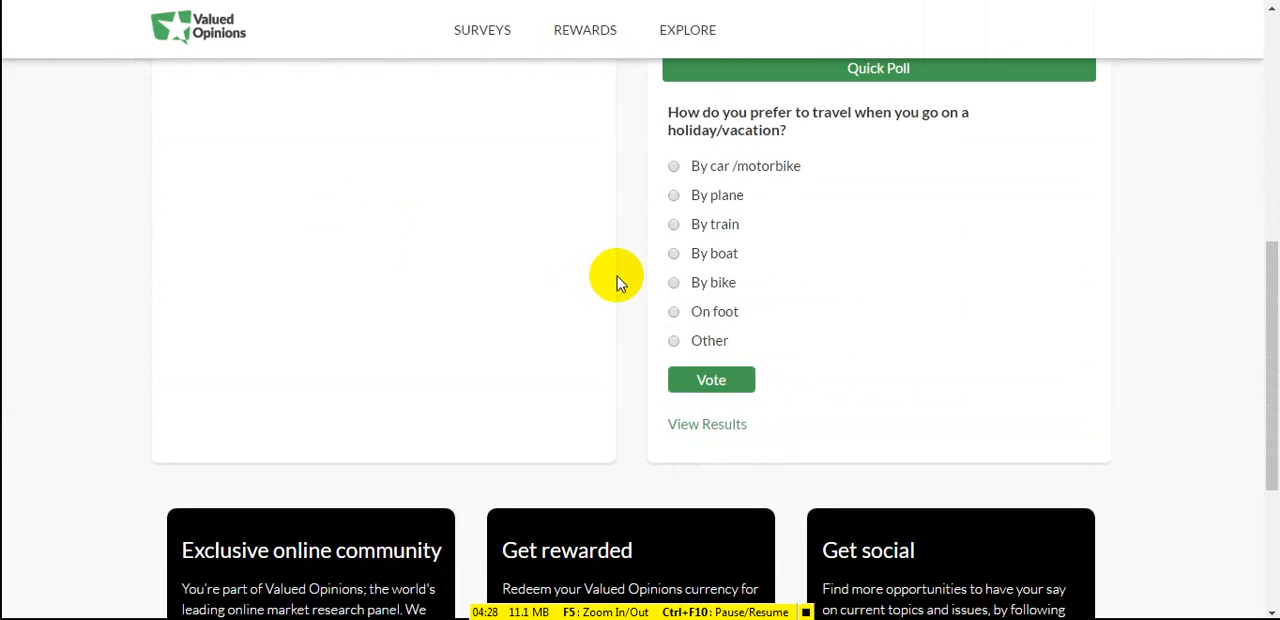 Valued
Opinions
SURVEYS
REWARDS
EXPLORE
Quick Poll
How do you prefer to travel when you go on a
holiday/vacation?
By car /motorbike
By plane
By train
By boat
By bike
On foot
Other
Vote
View Results
Exclusive online community
You're part of Valued Opinions; the world's
leading online market research panel. We
Get rewarded
Redeem your Valued Opinions currency for
Get social
Find more opportunities to have your say
on current topics and issues, by following
04:28 11.1 MB F5: Zoom In/Out Ctrl+F10: Pause/Resume